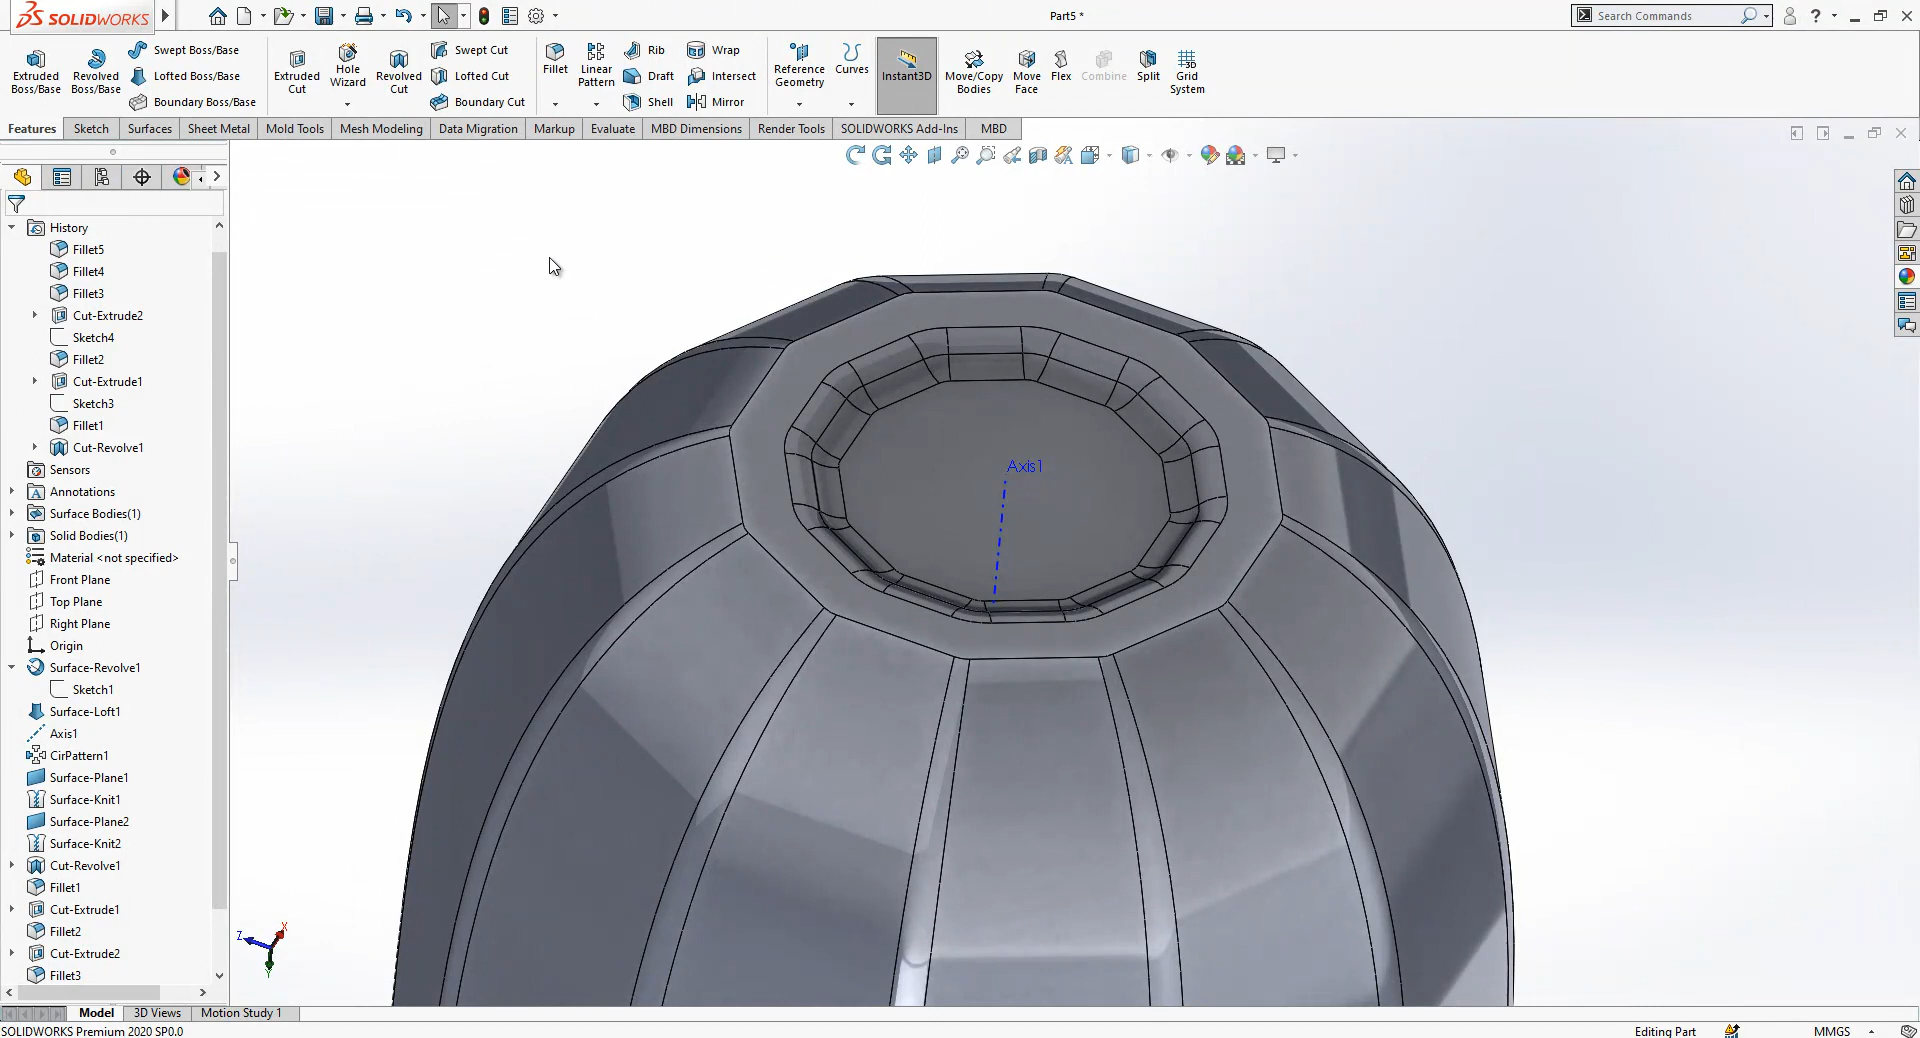 SOLIDWORKS
Part5 *
Search Commands
Extruded Boss/Base
Revolved Boss/Base
Swept Boss/Base
Lofted Boss/Base
Boundary Boss/Base
Extruded Cut
Hole Wizard
Revolved Cut
Swept Cut
Lofted Cut
Boundary Cut
Fillet
Linear Pattern
Rib
Draft
Shell
Wrap
Intersect
Mirror
Reference Geometry
Curves
Instant3D
Move/Copy Bodies
Move Face
Flex
Combine
Split
Grid System
Features
Sketch
Surfaces
Sheet Metal
Mold Tools
Mesh Modeling
Data Migration
Markup
Evaluate
MBD Dimensions
Render Tools
SOLIDWORKS Add-Ins
MBD
History
Fillet5
Fillet4
Fillet3
Cut-Extrude2
Sketch4
Fillet2
Cut-Extrude1
Sketch3
Fillet1
Cut-Revolve1
Sensors
Annotations
Surface Bodies(1)
Solid Bodies(1)
Material <not specified>
Front Plane
Top Plane
Right Plane
Origin
Surface-Revolve1
Sketch1
Surface-Loft1
Axis1
CirPattern1
Surface-Plane1
Surface-Knit1
Surface-Plane2
Surface-Knit2
Cut-Revolve1
Fillet1
Cut-Extrude1
Fillet2
Cut-Extrude2
Fillet3
Axis1
X
Z
Y
Model
3D Views
Motion Study 1
SOLIDWORKS Premium 2020 SP0.0
Editing Part
MMGS